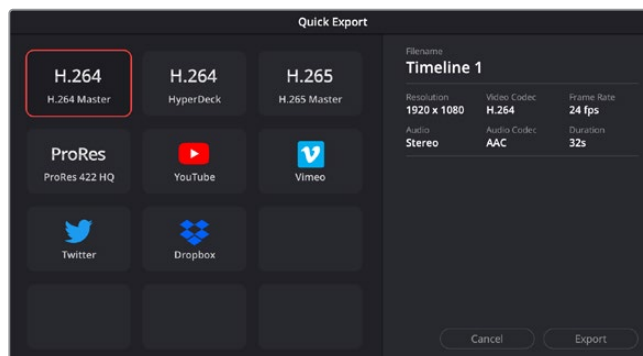 Quick Export
H.264
H.264 Master
H.264
HyperDeck
H.265
H.265 Master
ProRes
ProRes 422 HQ
YouTube
Vimeo
Twitter
Dropbox
Filename
Timeline 1
Resolution Video Codec Frame Rate
1920 x 1080 H.264 24 fps
Audio Audio Codec Duration
Stereo AAC 32s
Cancel Export